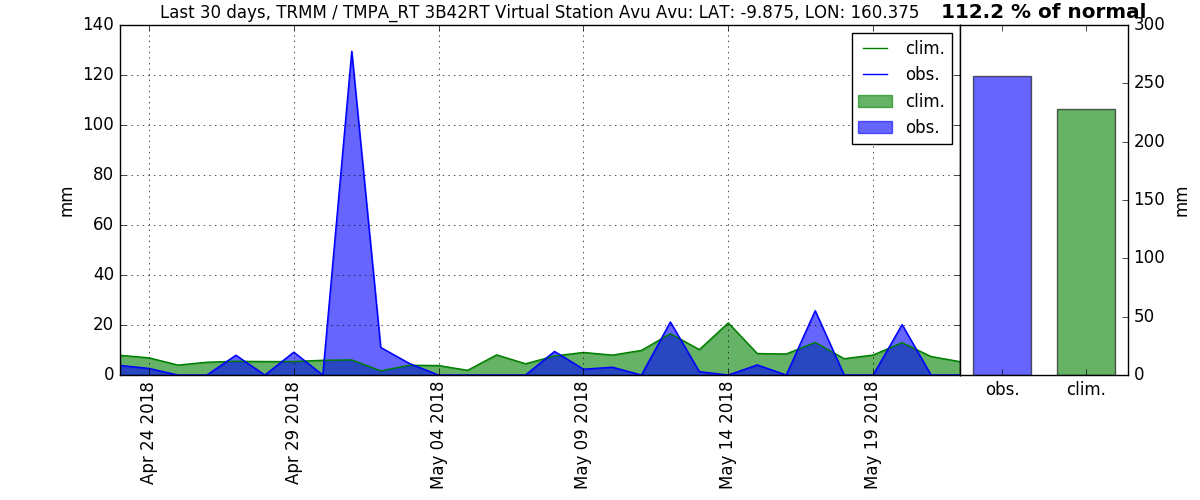 Last 30 days, TRMM / TMPA_RT 3B42RT Virtual Station Avu Avu: LAT: -9.875, LON: 160.375
112.2 % of normal
140
120
100
80
60
40
20
0
mm
clim.
obs.
clim.
obs.
Apr 24 2018
Apr 29 2018
May 04 2018
May 09 2018
May 14 2018
May 19 2018
300
250
200
150
100
50
0
mm
obs.
clim.